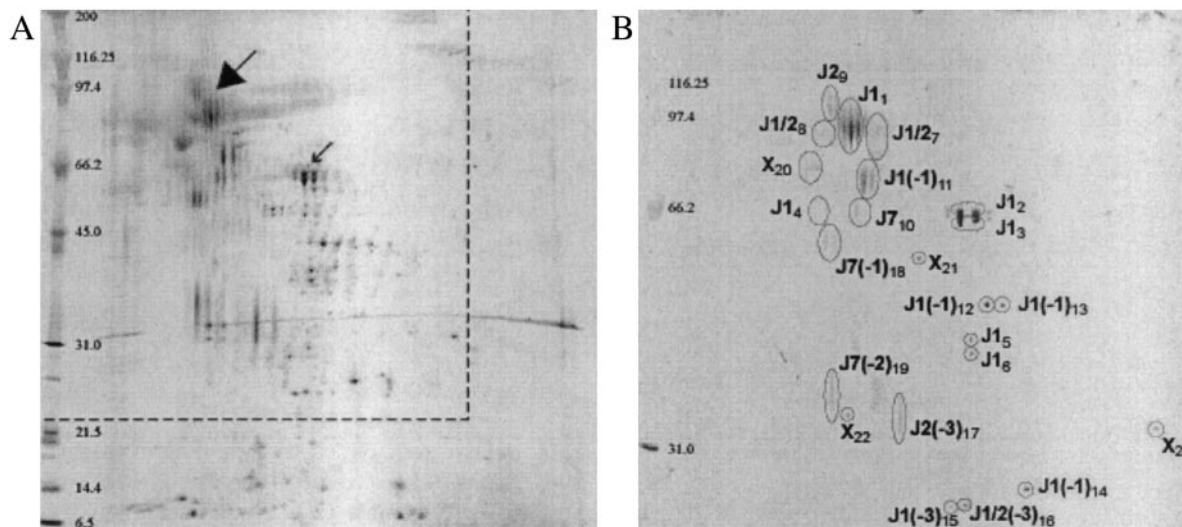 A
200
116.25
97.4
66.2
45.0
31.0
21.5
14.4
6.5
B
116.25
97.4
66.2
31.0
J2₉
J1₁
J1/2₈
J1/2₇
X₂₀
J1(-1)₁₁
J1₄
J7₁₀
J1₂
J1₃
J7(-1)₁₈
X₂₁
J1(-1)₁₂
J1(-1)₁₃
J1₅
J1₆
J7(-2)₁₉
X₂₂
J2(-3)₁₇
J1(-1)₁₄
J1(-3)₁₅
J1/2(-3)₁₆